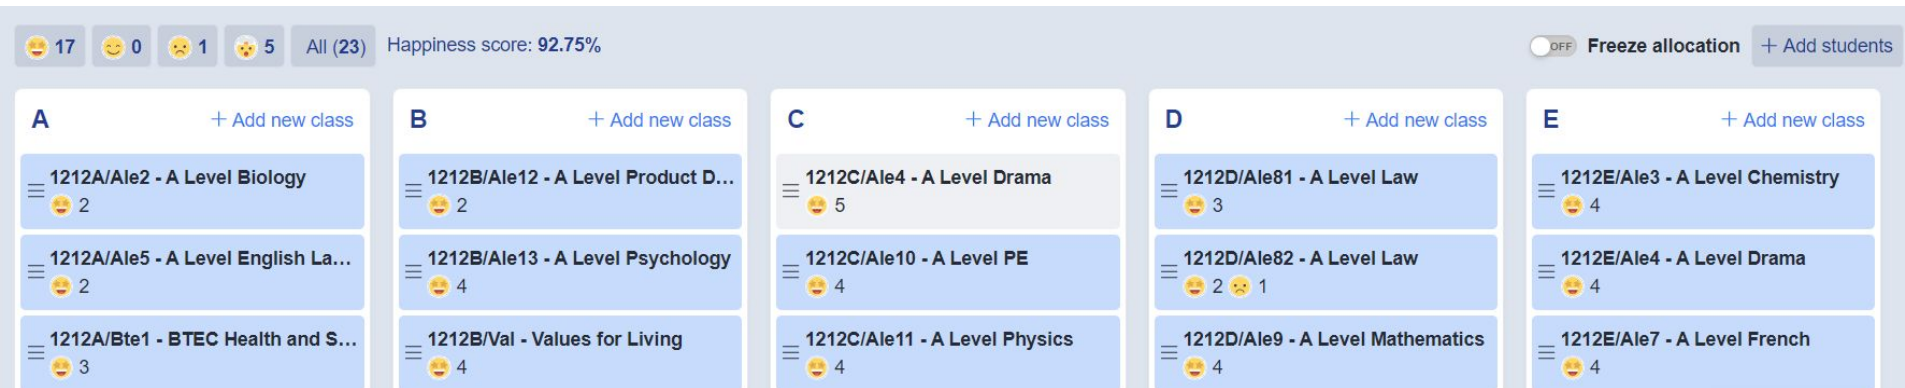 17 0 1 5 All (23) Happiness score: 92.75% OFF Freeze allocation + Add students
A + Add new class
1212A/Ale2 - A Level Biology
2
1212A/Ale5 - A Level English La...
2
1212A/Bte1 - BTEC Health and S...
3
B + Add new class
1212B/Ale12 - A Level Product D...
2
1212B/Ale13 - A Level Psychology
4
1212B/Val - Values for Living
4
C + Add new class
1212C/Ale4 - A Level Drama
5
1212C/Ale10 - A Level PE
4
1212C/Ale11 - A Level Physics
4
D + Add new class
1212D/Ale81 - A Level Law
3
1212D/Ale82 - A Level Law
2 1
1212D/Ale9 - A Level Mathematics
4
E + Add new class
1212E/Ale3 - A Level Chemistry
4
1212E/Ale4 - A Level Drama
4
1212E/Ale7 - A Level French
4